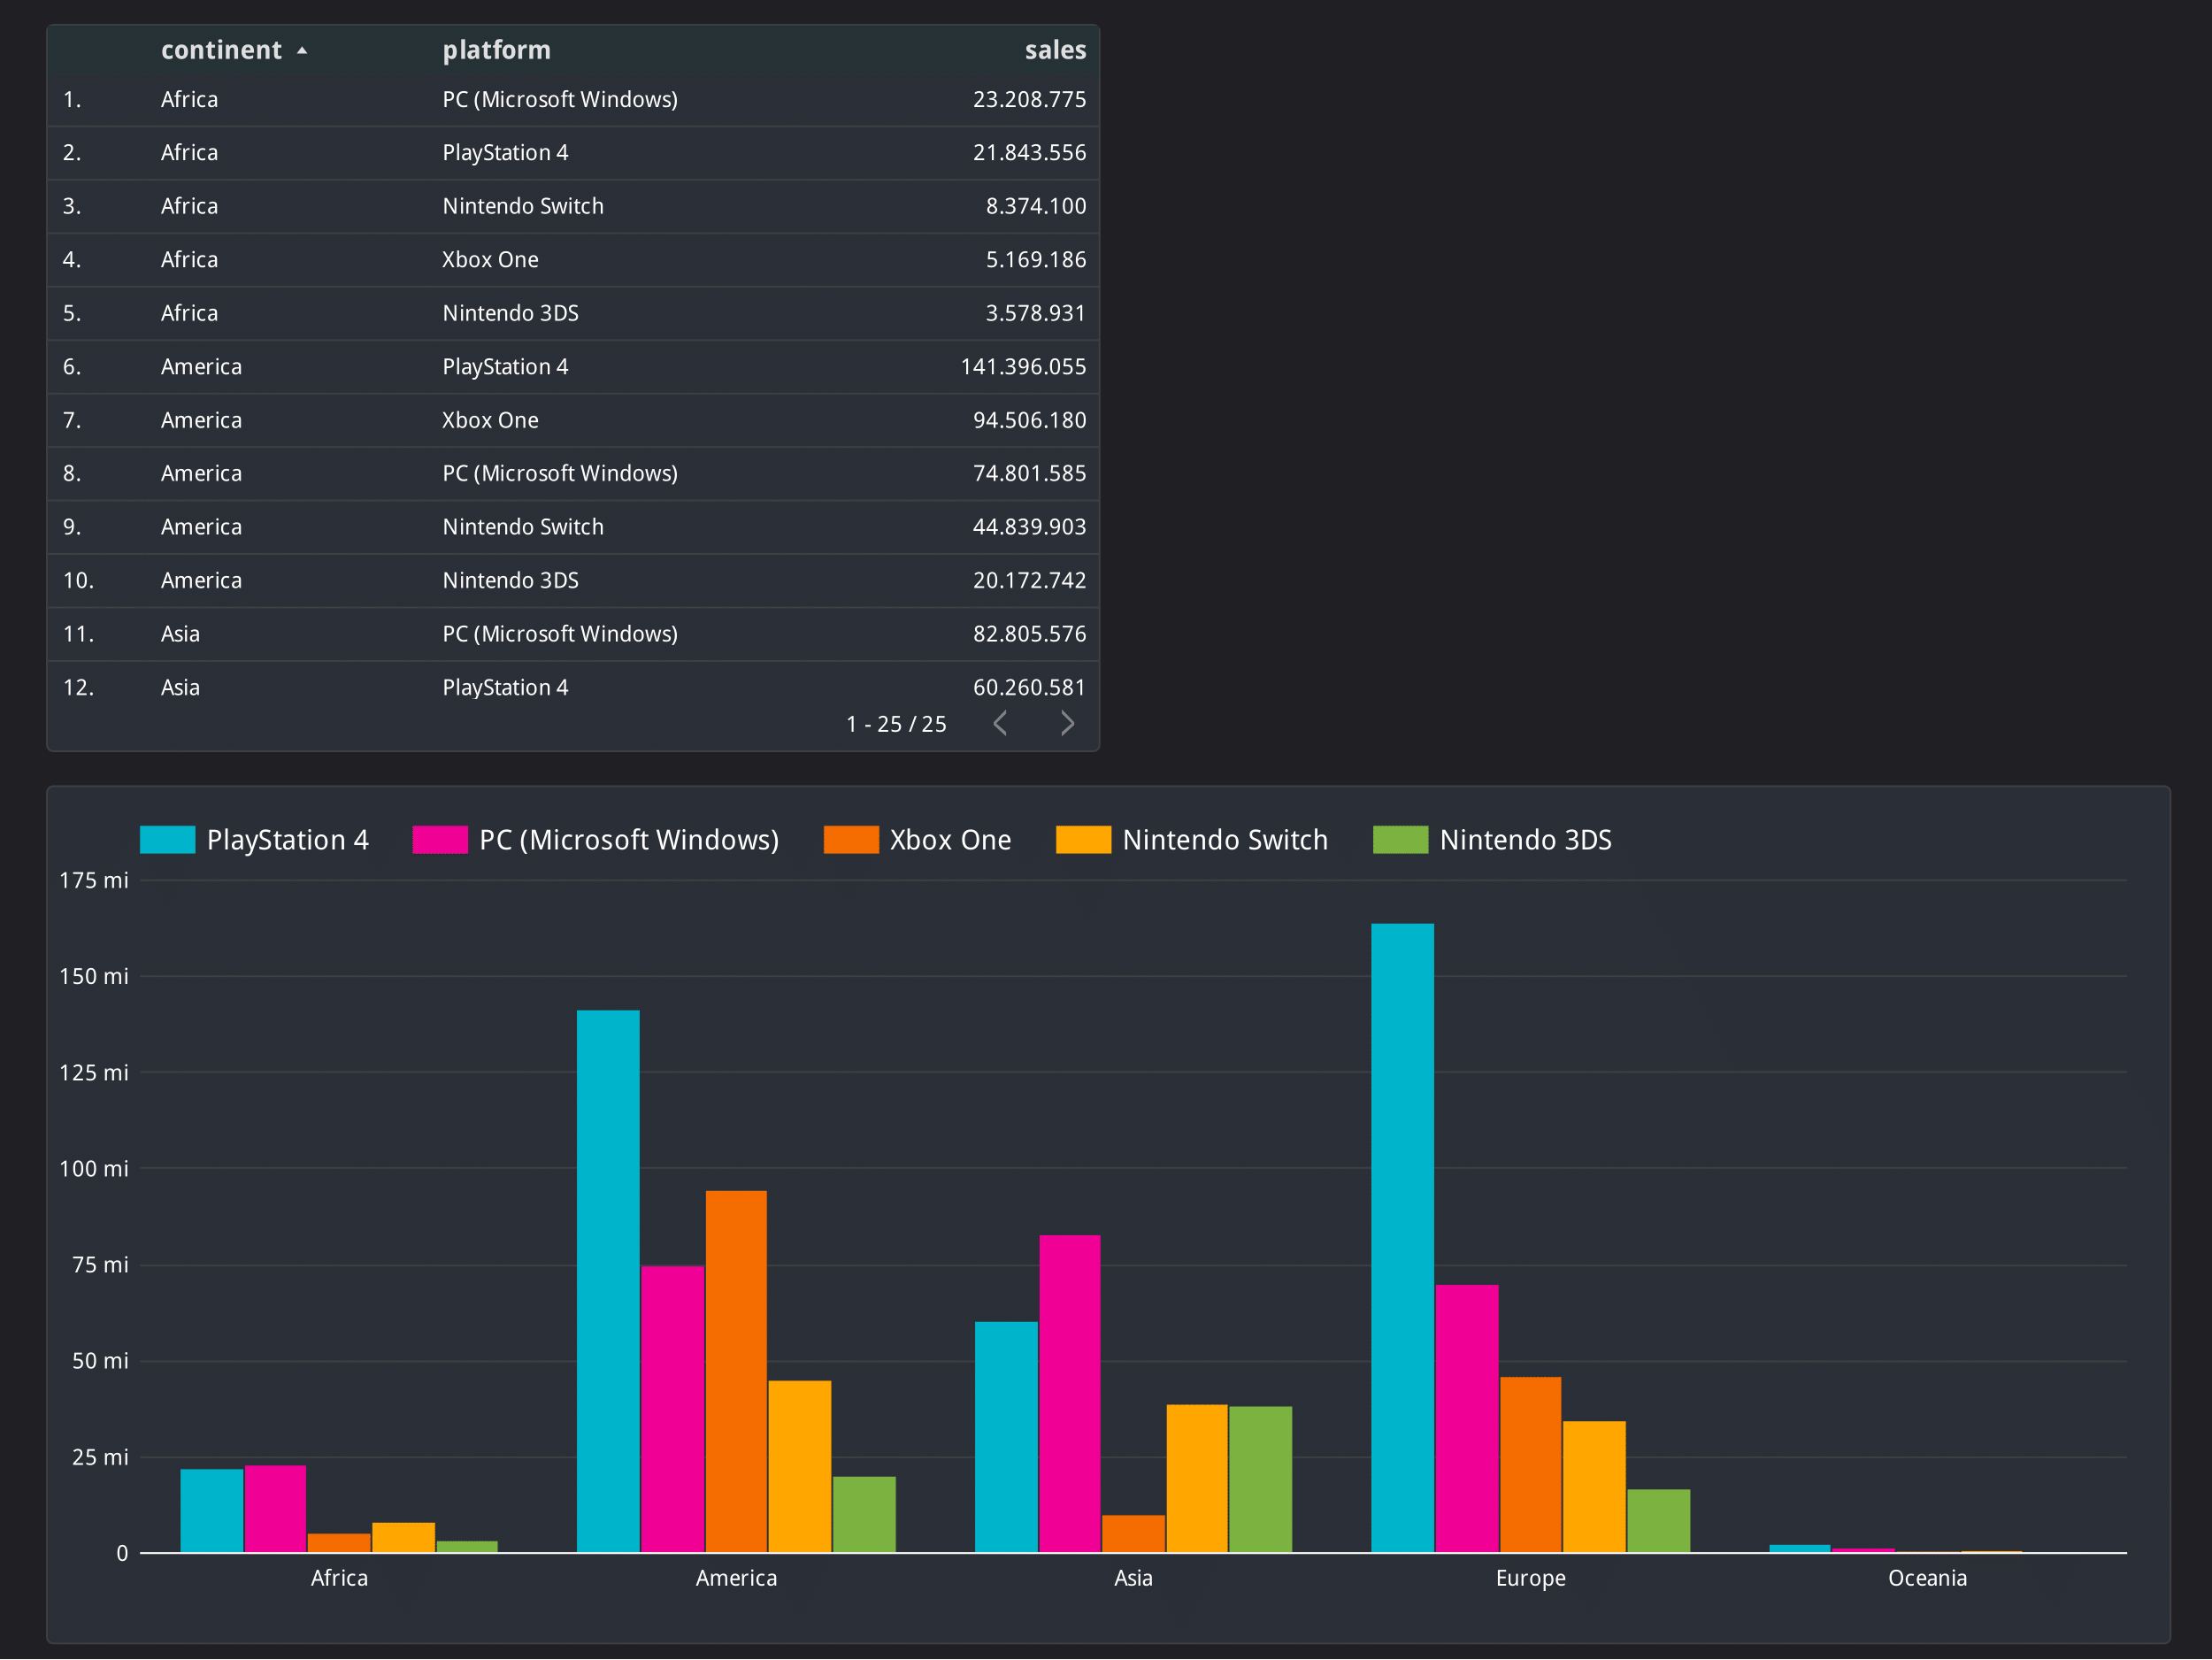 continent ▲ platform sales
1. Africa PC (Microsoft Windows) 23.208.775
2. Africa PlayStation 4 21.843.556
3. Africa Nintendo Switch 8.374.100
4. Africa Xbox One 5.169.186
5. Africa Nintendo 3DS 3.578.931
6. America PlayStation 4 141.396.055
7. America Xbox One 94.506.180
8. America PC (Microsoft Windows) 74.801.585
9. America Nintendo Switch 44.839.903
10. America Nintendo 3DS 20.172.742
11. Asia PC (Microsoft Windows) 82.805.576
12. Asia PlayStation 4 60.260.581
1 - 25 / 25 < >
PlayStation 4 PC (Microsoft Windows) Xbox One Nintendo Switch Nintendo 3DS
175 mi
150 mi
125 mi
100 mi
75 mi
50 mi
25 mi
0
Africa America Asia Europe Oceania